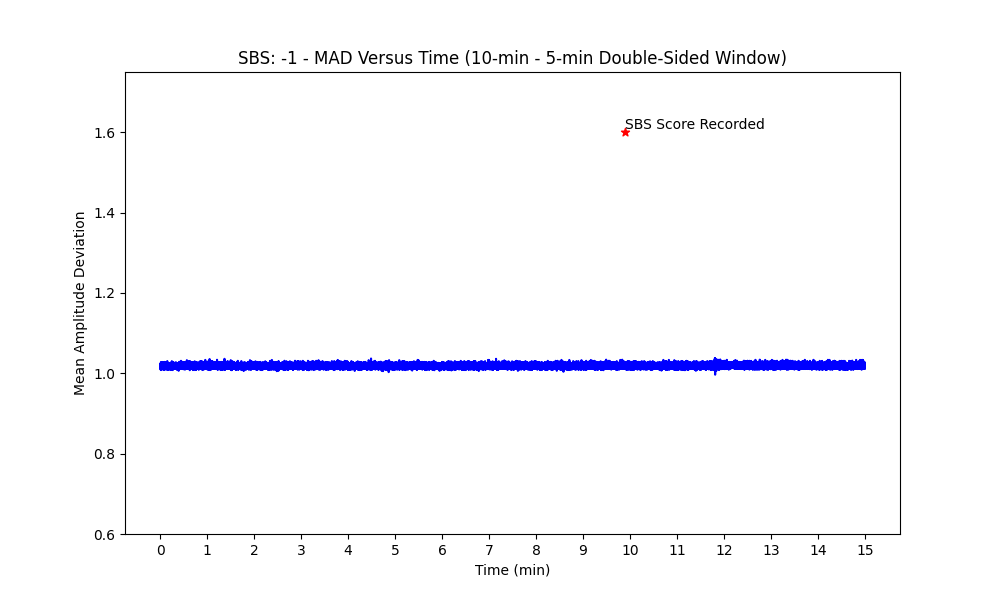 SBS: -1 - MAD Versus Time (10-min - 5-min Double-Sided Window)
SBS Score Recorded
Mean Amplitude Deviation
1.6
1.4
1.2
1.0
0.8
0.6
0 1 2 3 4 5 6 7 8 9 10 11 12 13 14 15
Time (min)